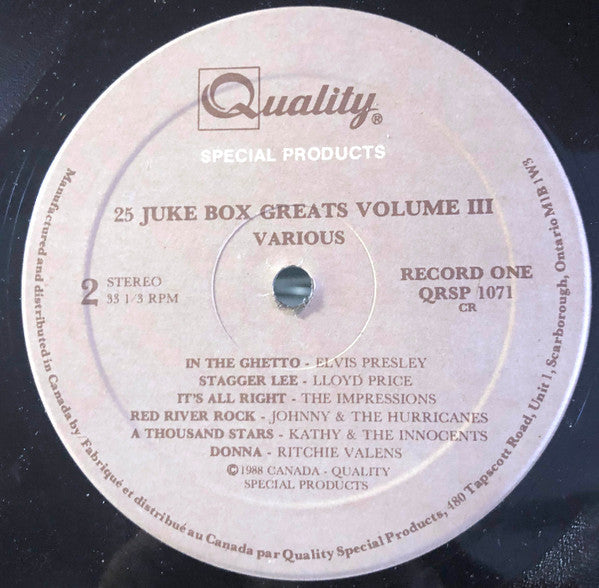 Quality®
SPECIAL PRODUCTS
25 JUKE BOX GREATS VOLUME III
VARIOUS
2 STEREO
33 1/3 RPM
RECORD ONE
QRSP 1071
CR
IN THE GHETTO - ELVIS PRESLEY
STAGGER LEE - LLOYD PRICE
IT'S ALL RIGHT - THE IMPRESSIONS
RED RIVER ROCK - JOHNNY & THE HURRICANES
A THOUSAND STARS - KATHY & THE INNOCENTS
DONNA - RITCHIE VALENS
©1988 CANADA - QUALITY
SPECIAL PRODUCTS
Manufactured and distributed in Canada by/Fabriqué et distribué au Canada par Quality Special Products, 480 Tapscott Road, Unit 1, Scarborough, Ontario M1B 1W3